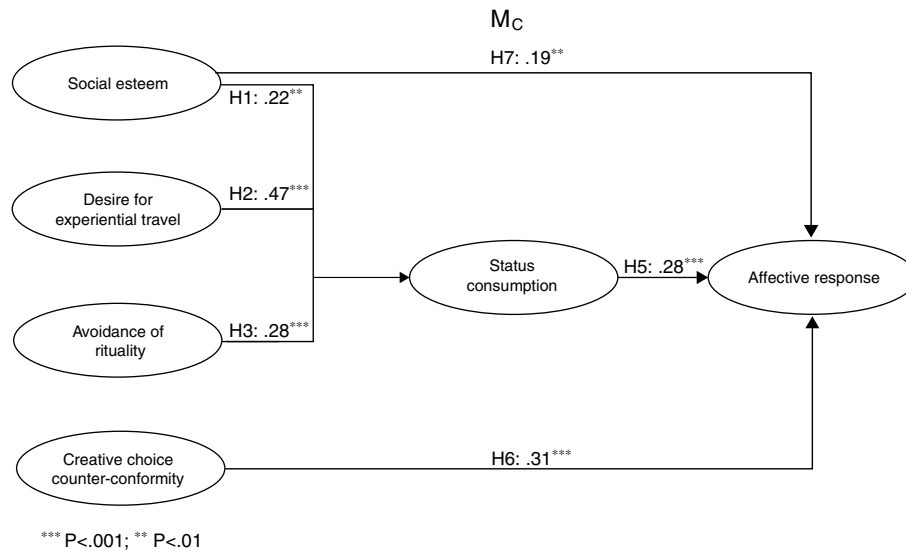 M_C
H7: .19**
Social esteem
H1: .22**
H2: .47***
Desire for
experiential travel
Status
consumption
H5: .28***
Affective response
Avoidance of
rituality
H3: .28***
Creative choice
counter-conformity
H6: .31***
*** P<.001; ** P<.01